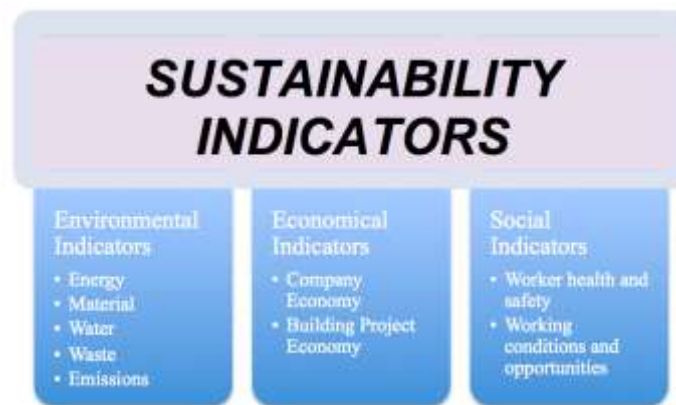 SUSTAINABILITY
INDICATORS
Environmental
Indicators
• Energy
• Material
• Water
• Waste
• Emissions
Economical
Indicators
• Company
Economy
• Building Project
Economy
Social
Indicators
• Worker health and
safety
• Working
conditions and
opportunities